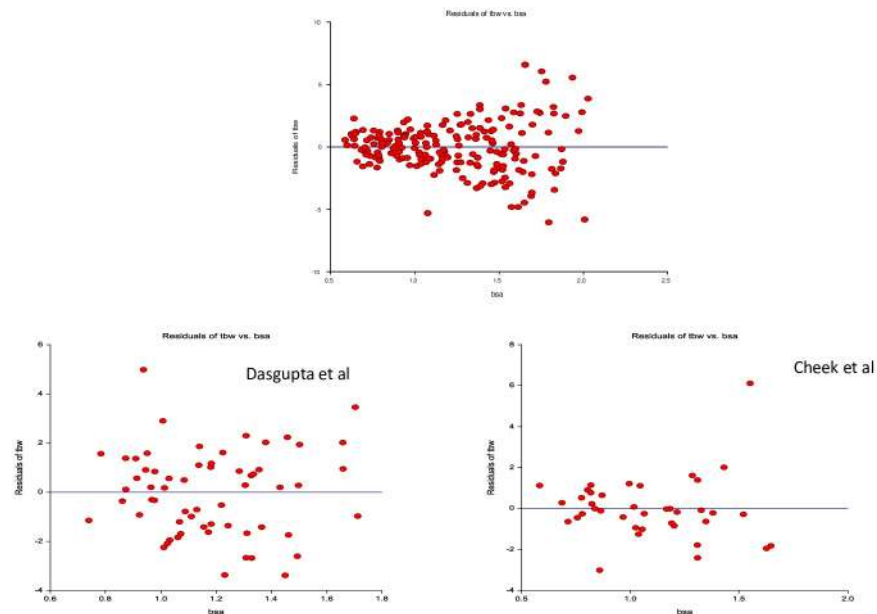 Residuals of tbw vs. bsa
10
5
0
-5
-10
Residuals of tbw
0.5 1.0 1.5 2.0 2.5
bsa
Residuals of tbw vs. bsa
Dasgupta et al
6
4
2
0
-2
-4
Residuals of tbw
0.6 0.8 1.0 1.2 1.4 1.6 1.8
bsa
Residuals of tbw vs. bsa
Cheek et al
8
6
4
2
0
-2
-4
Residuals of tbw
0.5 1.0 1.5 2.0
bsa